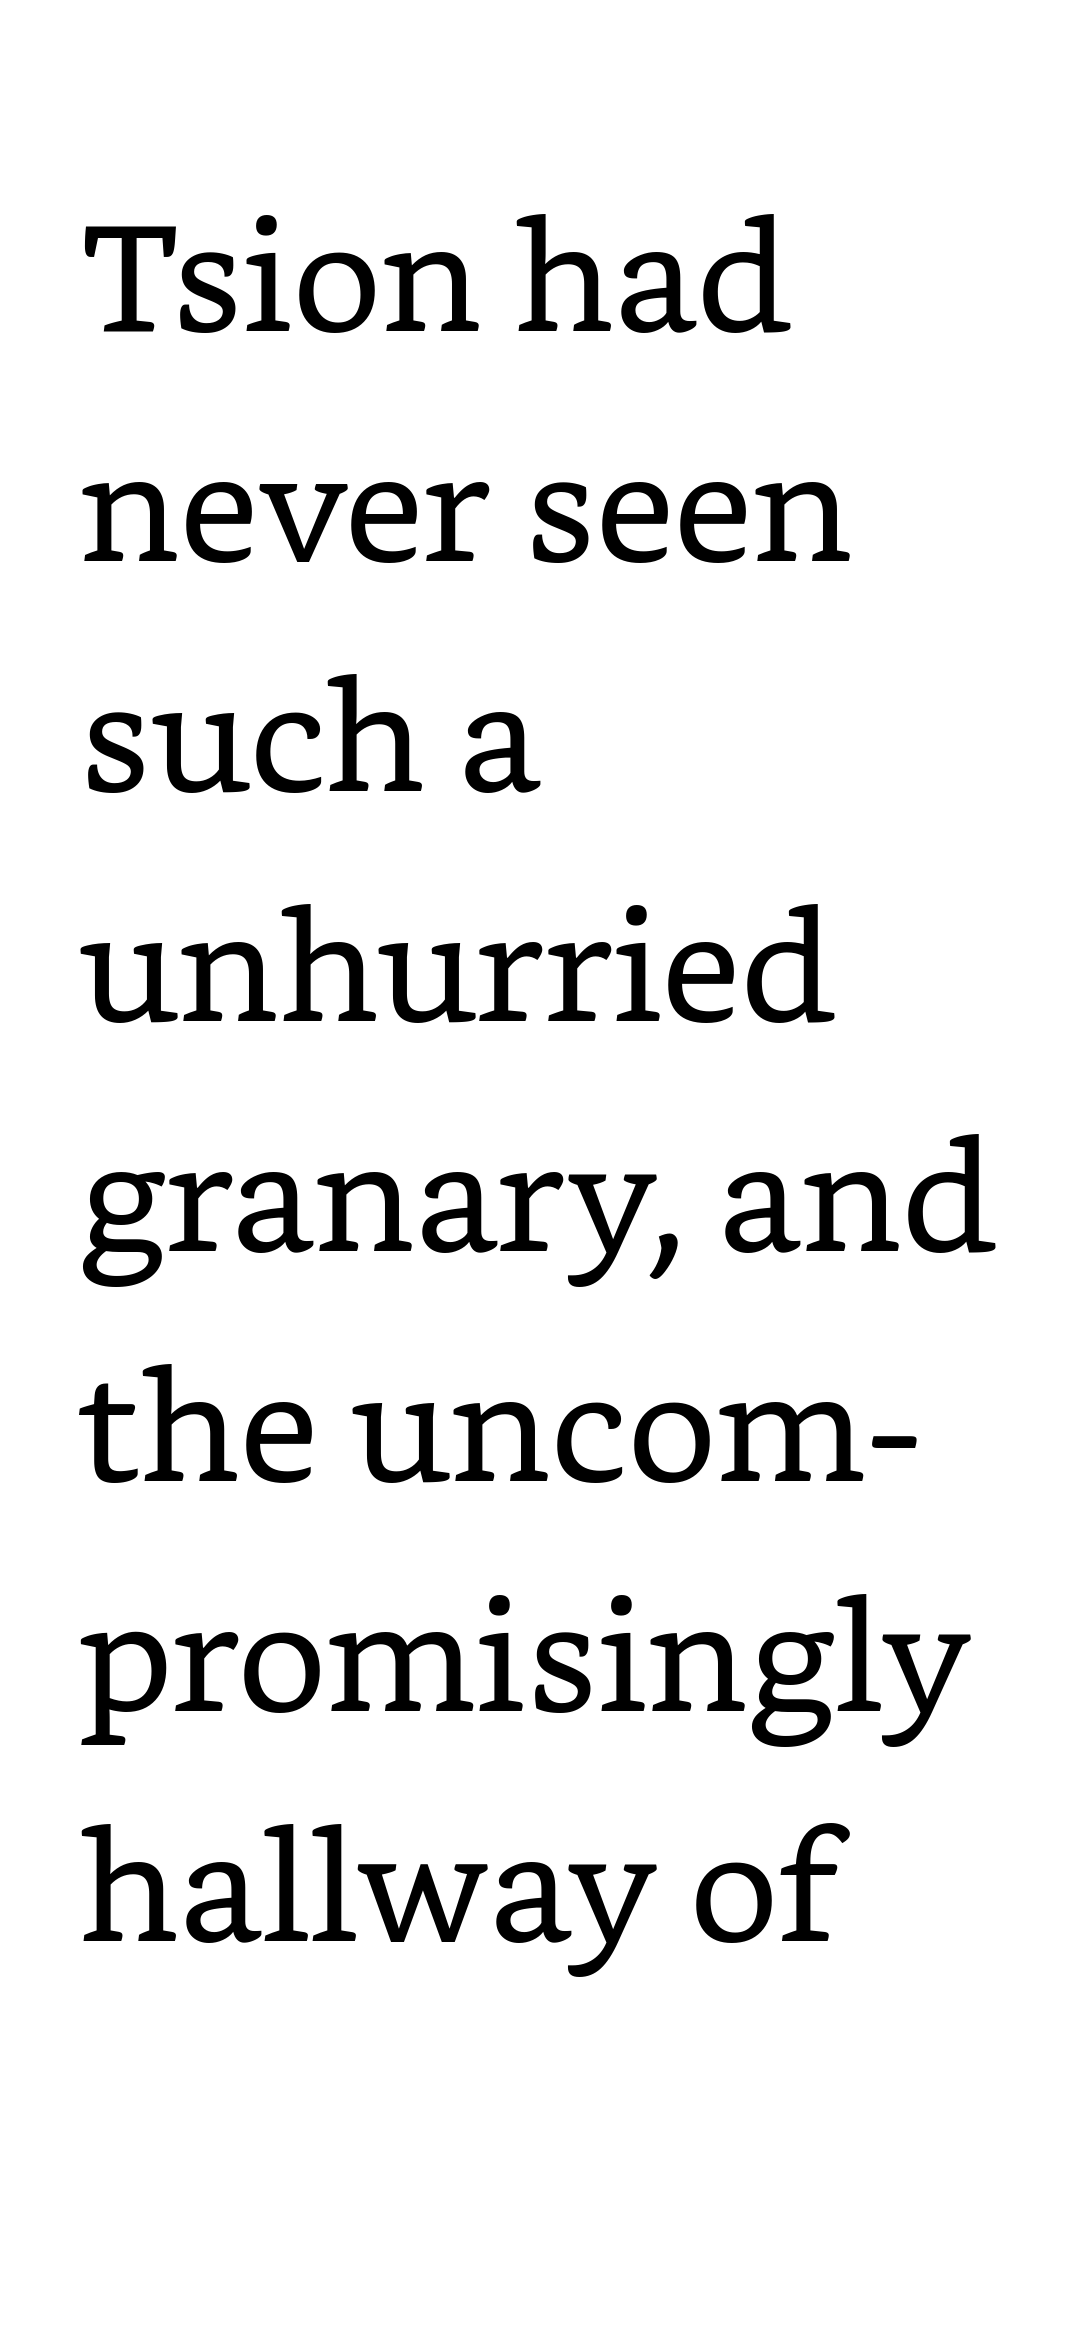 Tsion had
never seen
such a
unhurried
granary, and
the uncom-
promisingly
hallway of